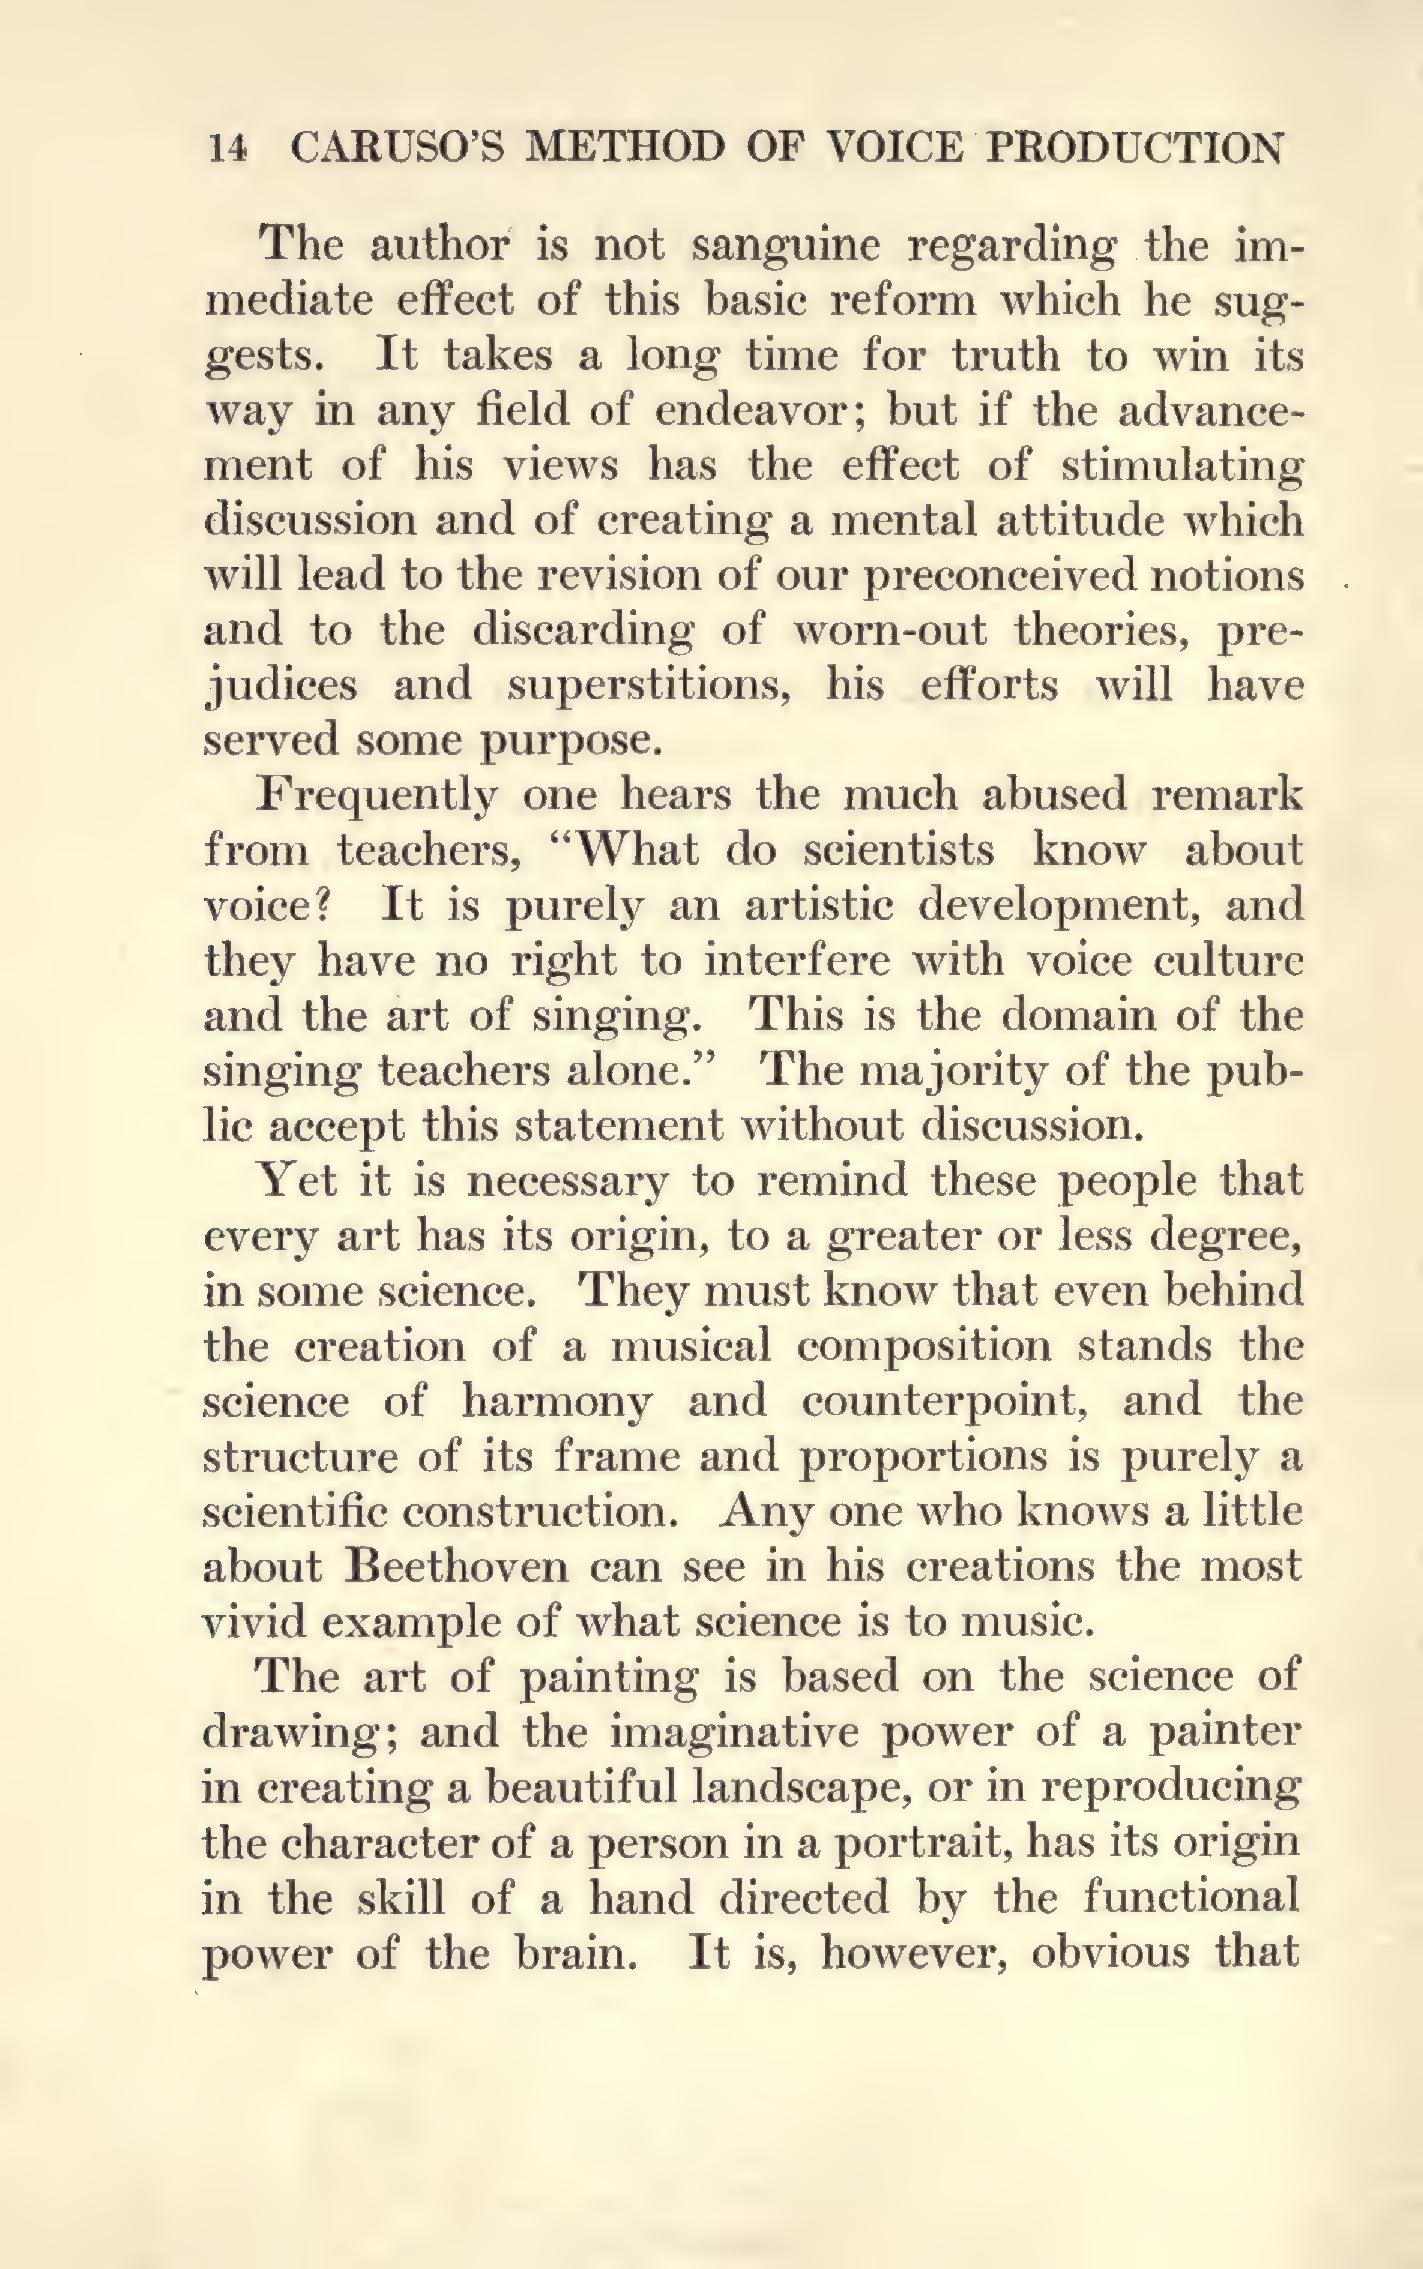 14 CARUSO'S METHOD OF VOICE PRODUCTION
The author is not sanguine regarding the im-
mediate effect of this basic reform which he sug-
gests. It takes a long time for truth to win its
way in any field of endeavor; but if the advance-
ment of his views has the effect of stimulating
discussion and of creating a mental attitude which
will lead to the revision of our preconceived notions
and to the discarding of worn-out theories, pre-
judices and superstitions, his efforts will have
served some purpose.
Frequently one hears the much abused remark
from teachers, "What do scientists know about
voice? It is purely an artistic development, and
they have no right to interfere with voice culture
and the art of singing. This is the domain of the
singing teachers alone." The majority of the pub-
lic accept this statement without discussion.
Yet it is necessary to remind these people that
every art has its origin, to a greater or less degree,
in some science. They must know that even behind
the creation of a musical composition stands the
science of harmony and counterpoint, and the
structure of its frame and proportions is purely a
scientific construction. Any one who knows a little
about Beethoven can see in his creations the most
vivid example of what science is to music.
The art of painting is based on the science of
drawing; and the imaginative power of a painter
in creating a beautiful landscape, or in reproducing
the character of a person in a portrait, has its origin
in the skill of a hand directed by the functional
power of the brain. It is, however, obvious that